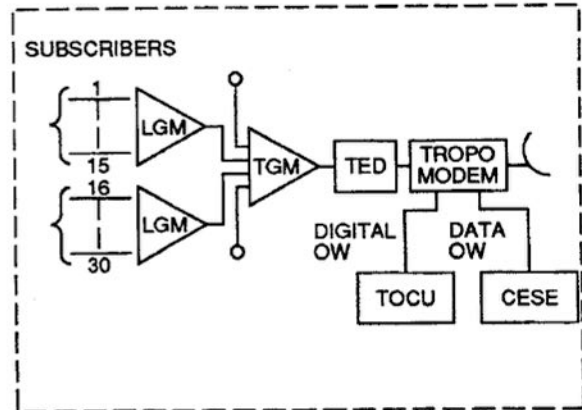 SUBSCRIBERS
1
LGM
15
16
LGM
30
TGM
TED
TROPO
MODEM
DIGITAL
OW
DATA
OW
TOCU
CESE